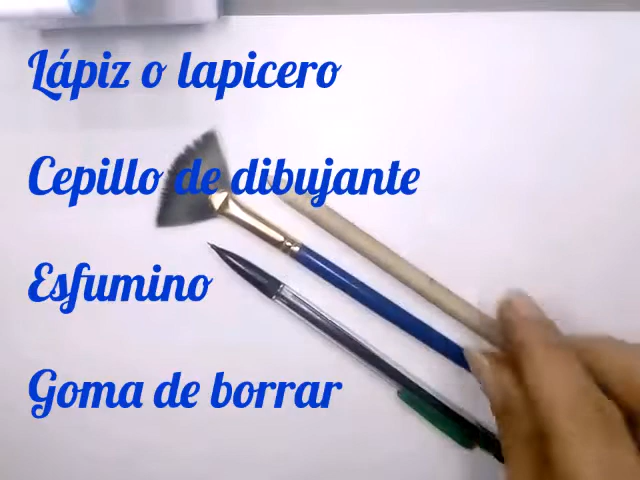 Lápiz o lapicero
Cepillo de dibujante
Esfumino
Goma de borrar